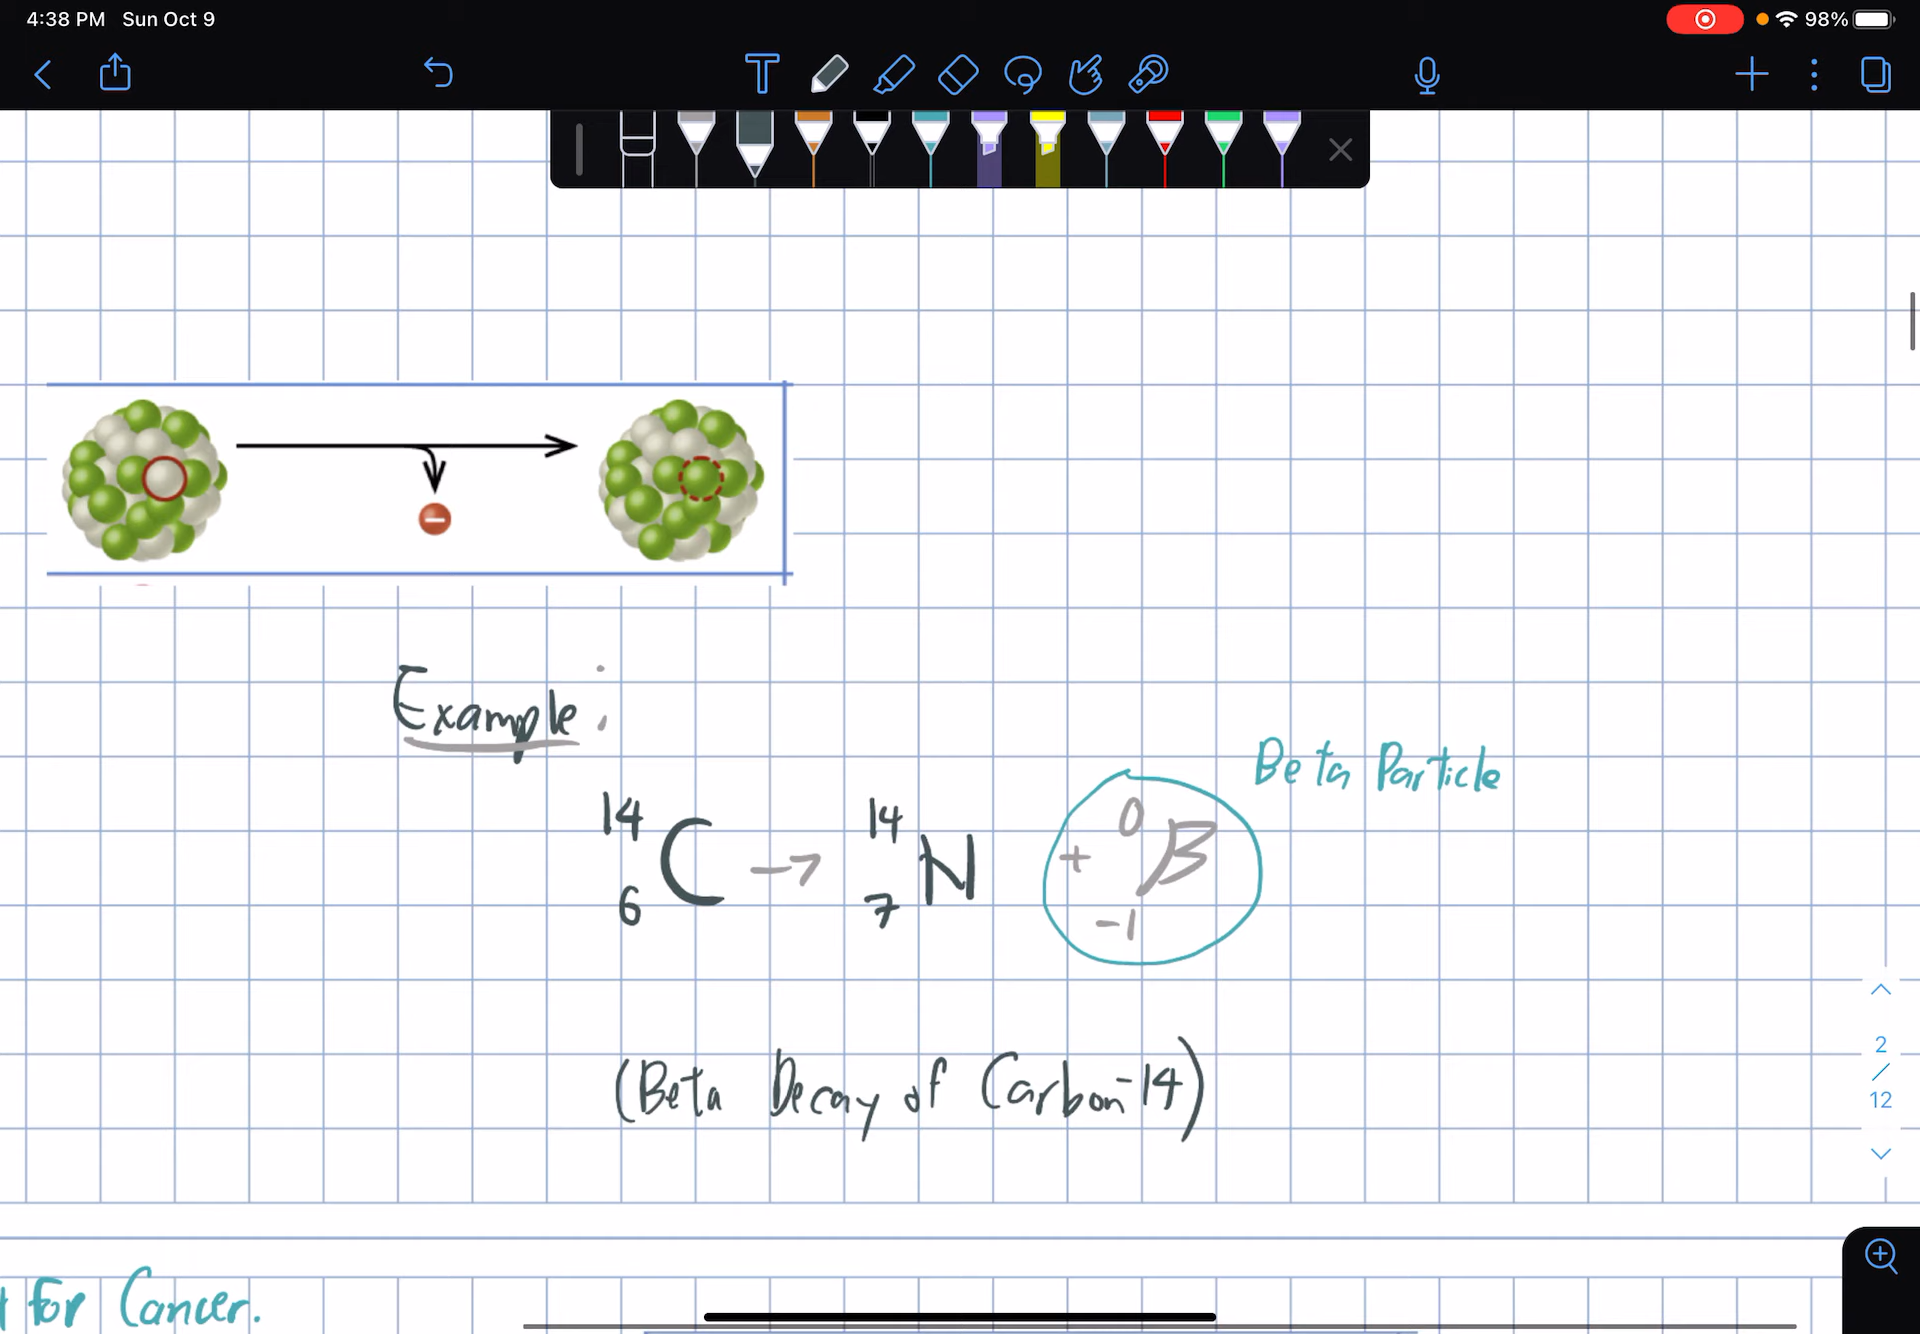 4:38 PM Sun Oct 9
98%
T
Example:
Beta Particle
14 14 0
C → N + β
6 7 -1
(Beta Decay of Carbon-14)
2
/
12
for Cancer.